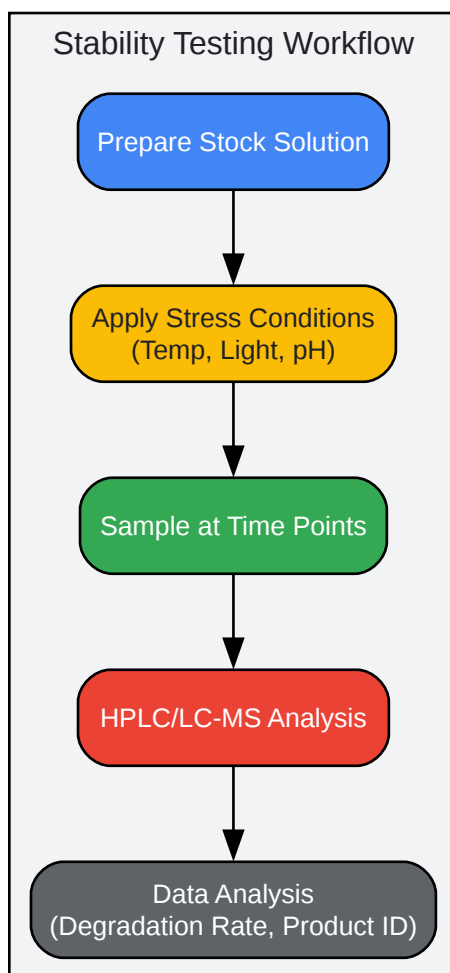 Stability Testing Workflow
Prepare Stock Solution
Apply Stress Conditions
(Temp, Light, pH)
Sample at Time Points
HPLC/LC-MS Analysis
Data Analysis
(Degradation Rate, Product ID)